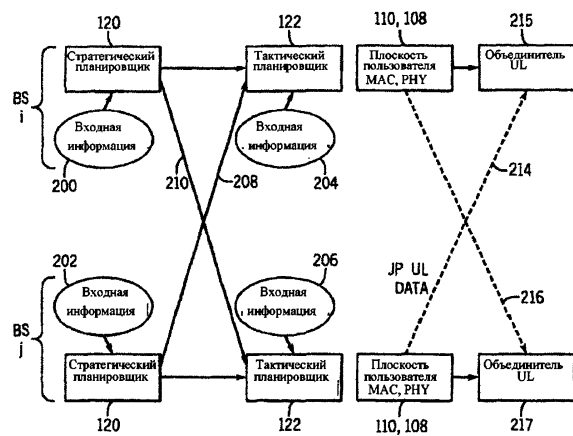 120
122
110, 108
215
Стратегический
планировщик
Тактический
планировщик
Плоскость
пользователя
MAC, PHY
Объединитель
UL
BS
i
Входная
информация
Входная
информация
200
210
208
204
214
202
206
JP UL
DATA
216
BS
j
Входная
информация
Входная
информация
Стратегический
планировщик
Тактический
планировщик
Плоскость
пользователя
MAC, PHY
Объединитель
UL
120
122
110, 108
217